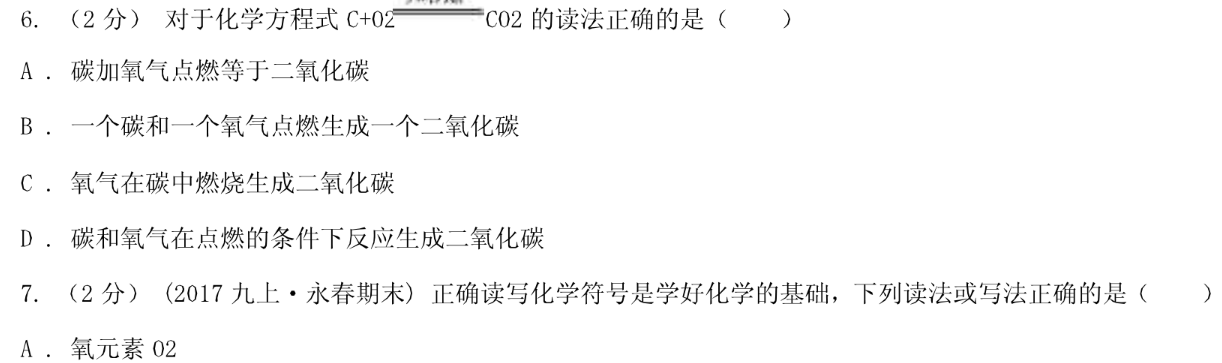 6. （2 分） 对于化学方程式 C+O2 CO2 的读法正确的是（  ）
A . 碳加氧气点燃等于二氧化碳
B . 一个碳和一个氧气点燃生成一个二氧化碳
C . 氧气在碳中燃烧生成二氧化碳
D . 碳和氧气在点燃的条件下反应生成二氧化碳
7. （2 分） (2017 九上·永春期末) 正确读写化学符号是学好化学的基础，下列读法或写法正确的是（  ）
A . 氧元素 O2